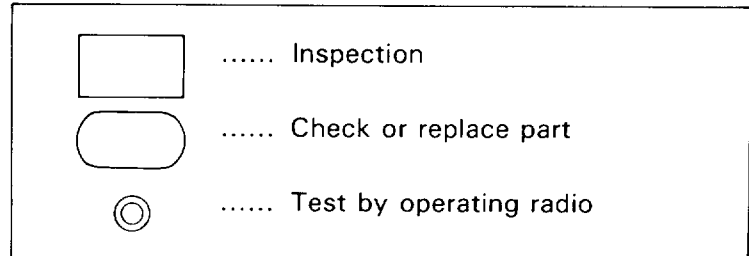 ...... Inspection
...... Check or replace part
...... Test by operating radio